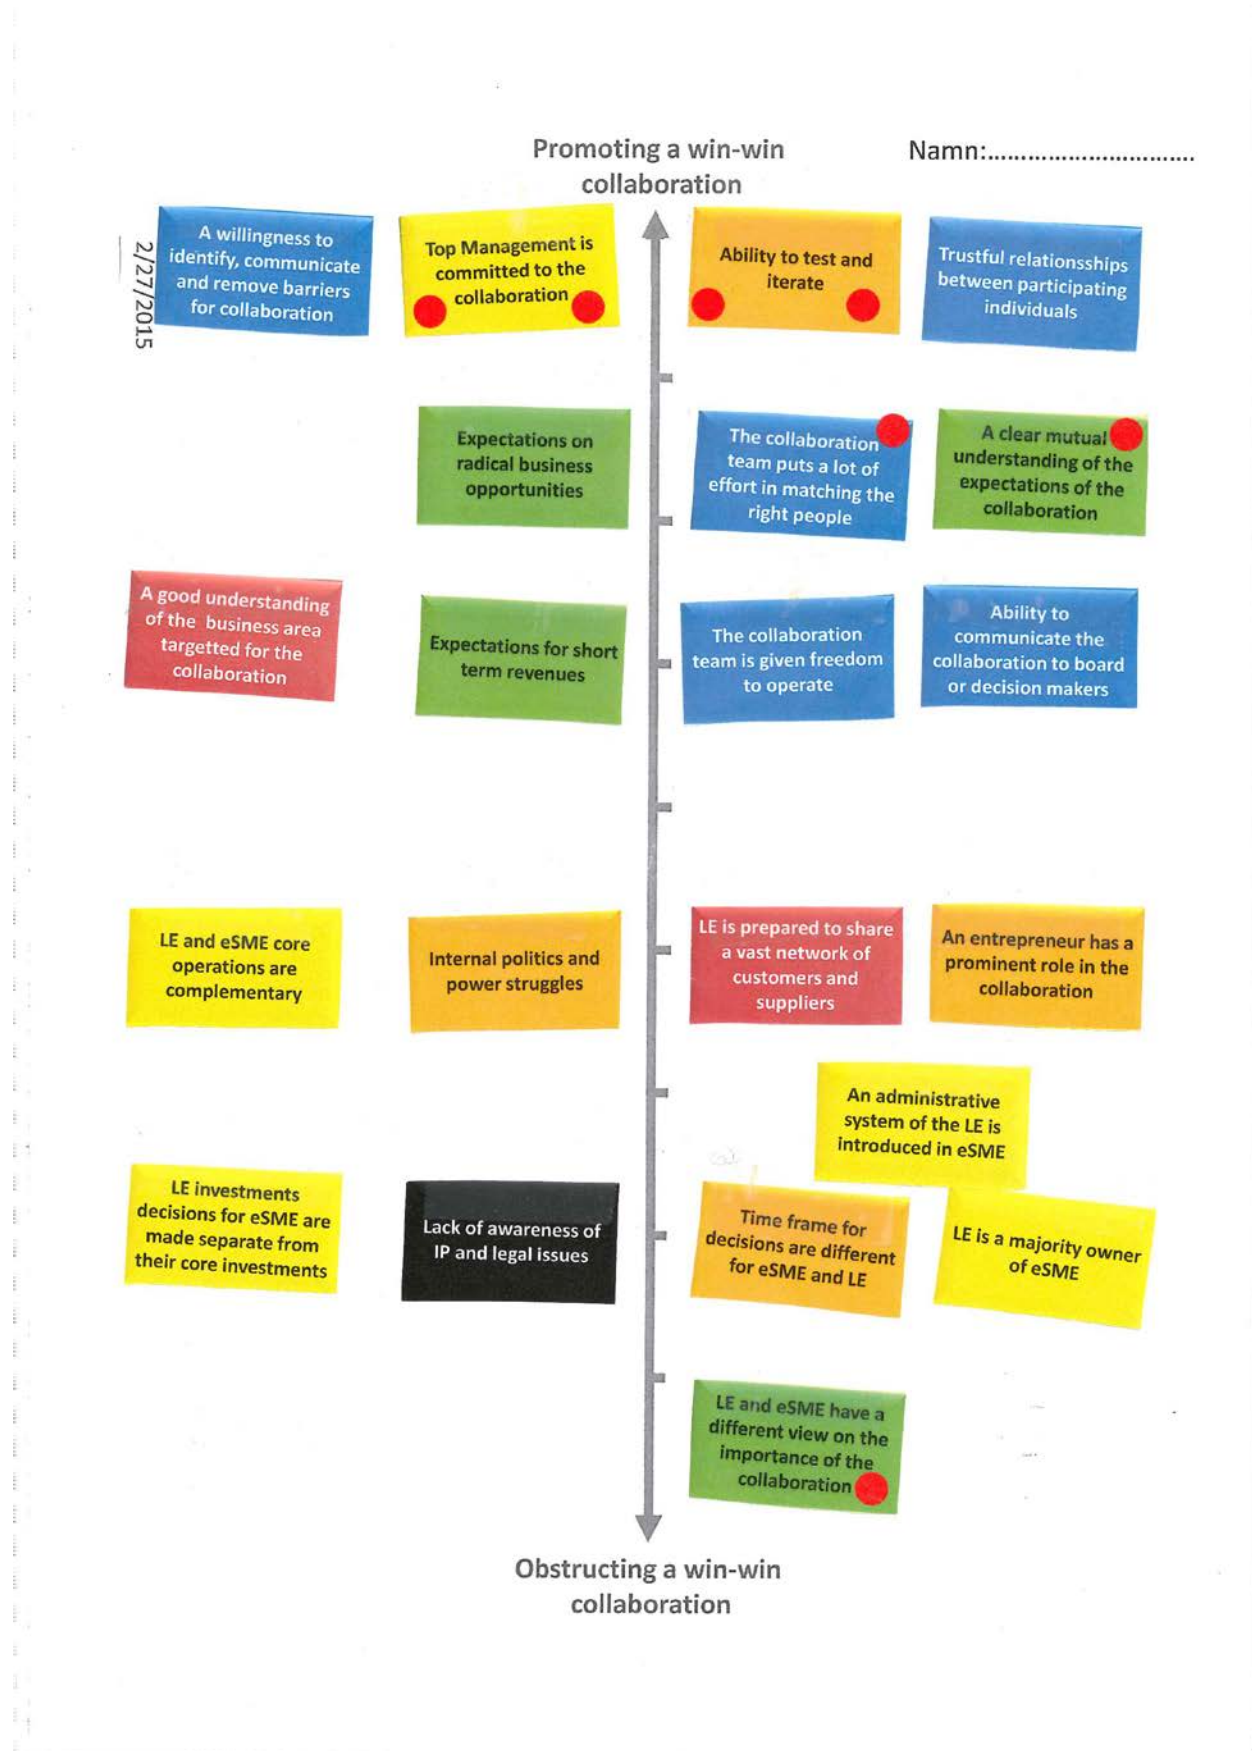 Promoting a win-win
collaboration
Namn:...............................
2/27/2015
A willingness to
identify, communicate
and remove barriers
for collaboration
Top Management is
committed to the
collaboration
Ability to test and
iterate
Trustful relationsships
between participating
individuals
Expectations on
radical business
opportunities
The collaboration
team puts a lot of
effort in matching the
right people
A clear mutual
understanding of the
expectations of the
collaboration
A good understanding
of the business area
targetted for the
collaboration
Expectations for short
term revenues
The collaboration
team is given freedom
to operate
Ability to
communicate the
collaboration to board
or decision makers
LE and eSME core
operations are
complementary
Internal politics and
power struggles
LE is prepared to share
a vast network of
customers and
suppliers
An entrepreneur has a
prominent role in the
collaboration
An administrative
system of the LE is
introduced in eSME
LE investments
decisions for eSME are
made separate from
their core investments
Lack of awareness of
IP and legal issues
Time frame for
decisions are different
for eSME and LE
LE is a majority owner
of eSME
LE and eSME have a
different view on the
importance of the
collaboration
Obstructing a win-win
collaboration